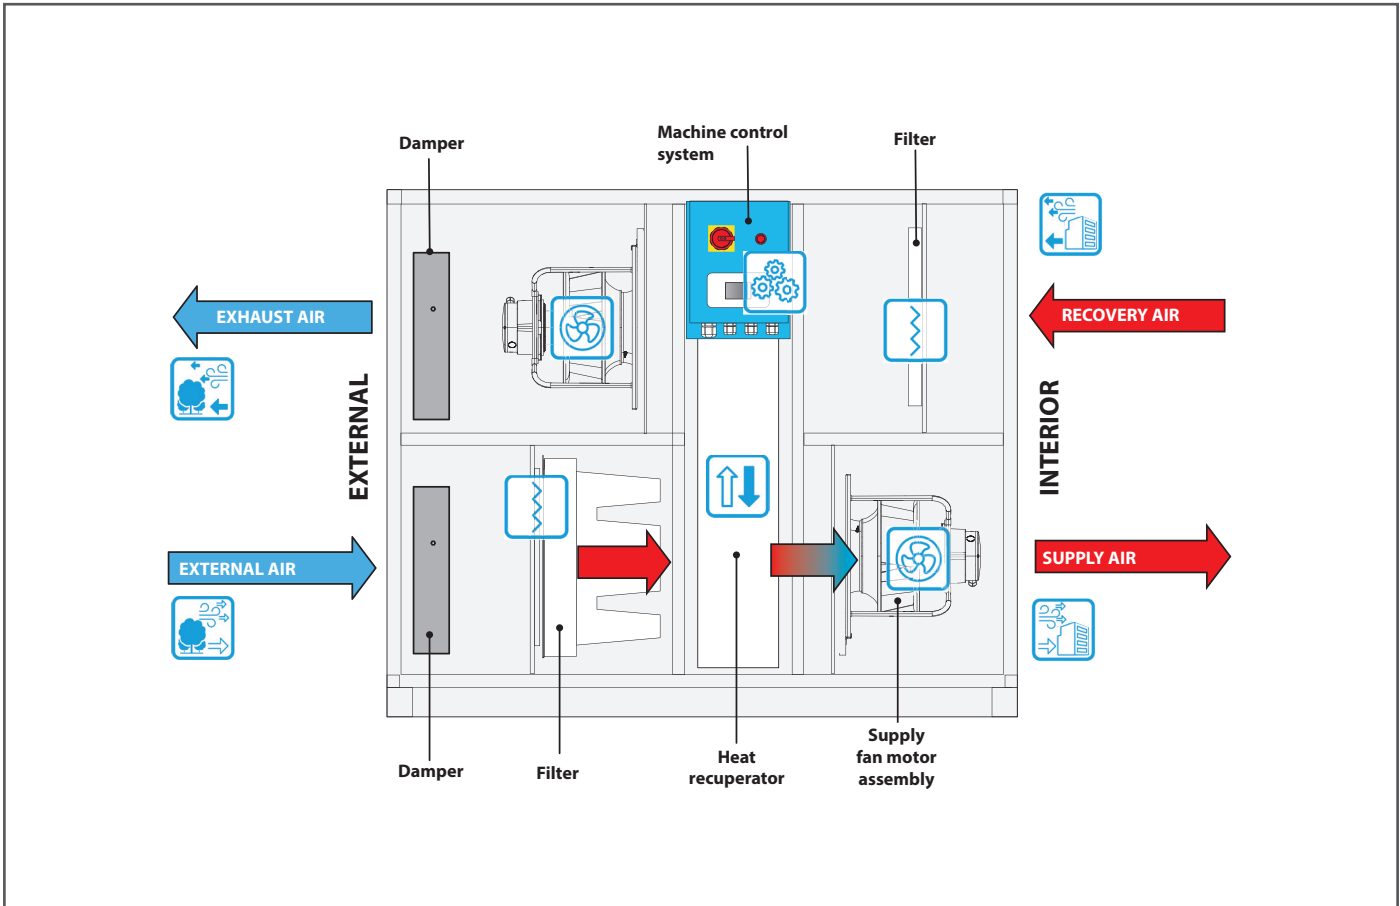 Damper
Machine control
system
Filter
EXHAUST AIR
RECOVERY AIR
EXTERNAL
INTERIOR
EXTERNAL AIR
SUPPLY AIR
Damper
Filter
Heat
recuperator
Supply
fan motor
assembly